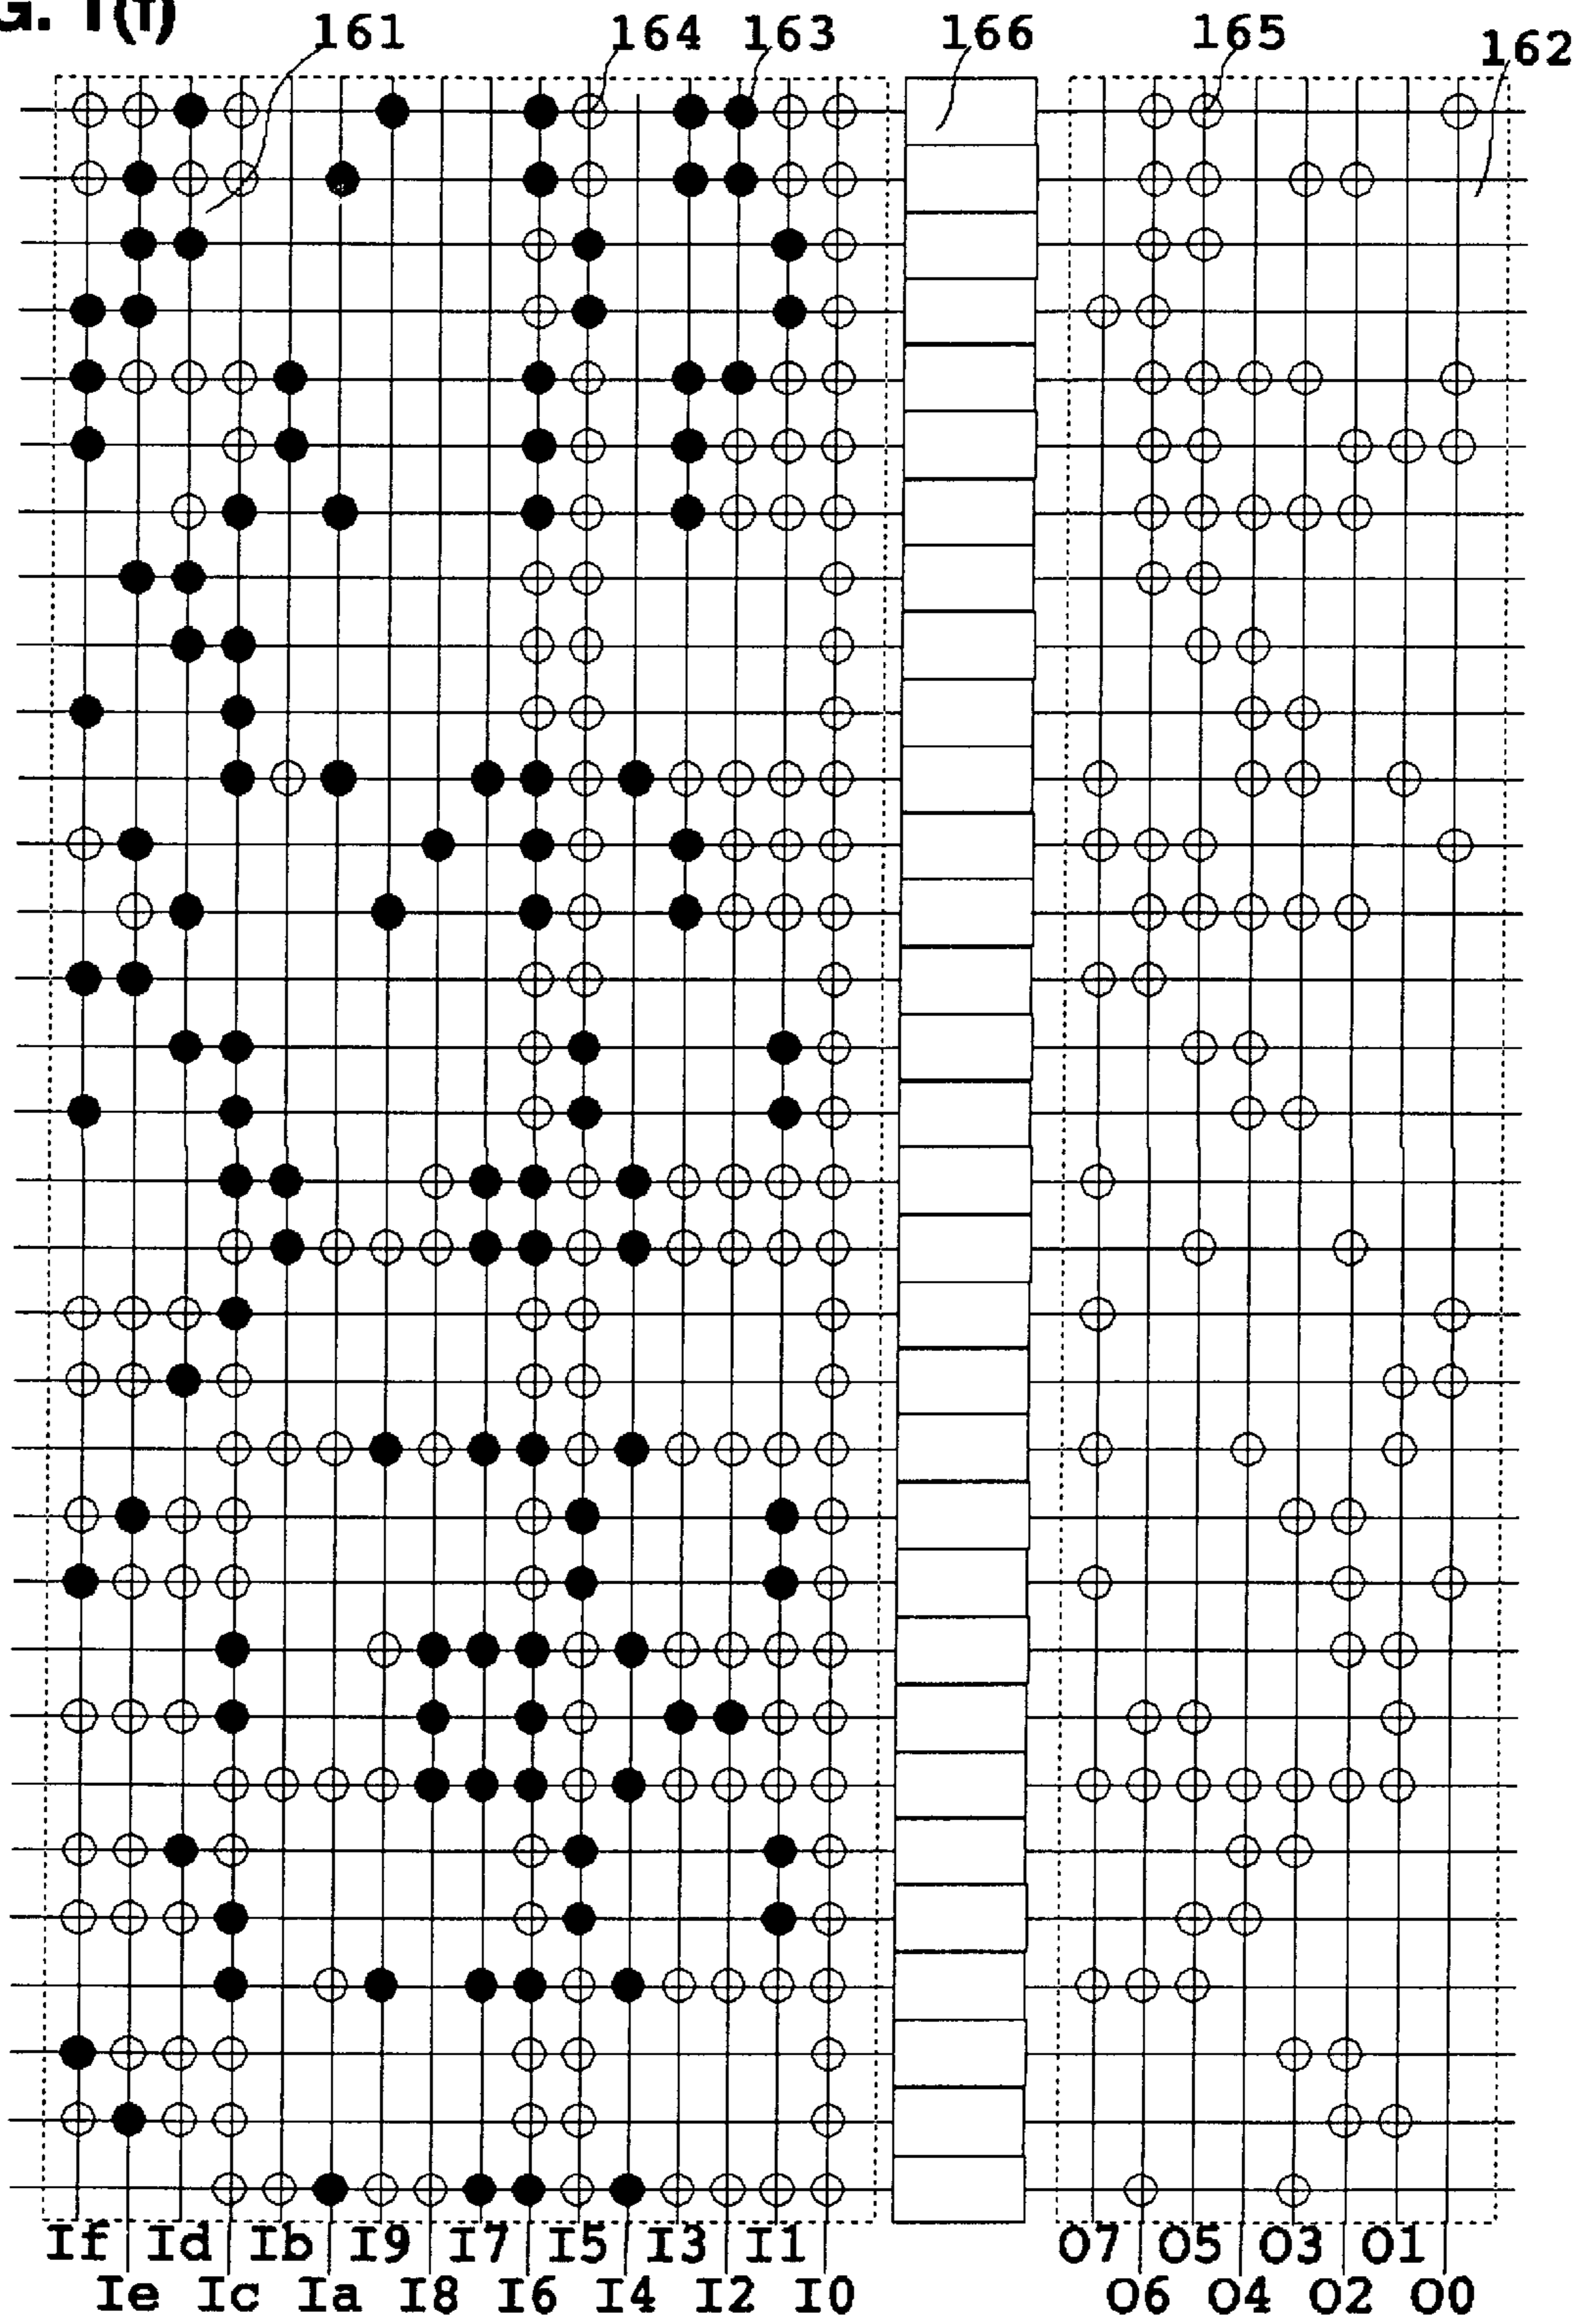 G. 1(f)
161 164 163 166 165 162
If Id Ib I9 I7 I5 I3 I1 O7 O5 O3 O1
Ie Ic Ia I8 I6 I4 I2 I0 O6 O4 O2 O0